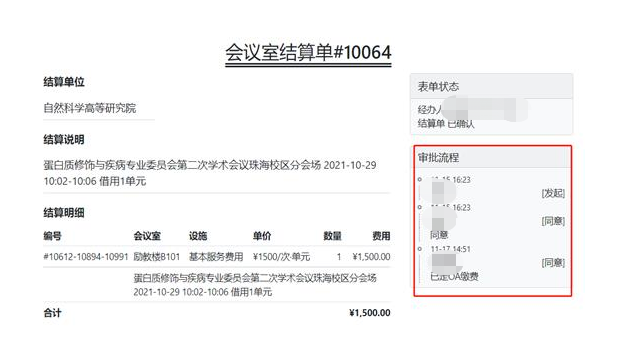 会议室结算单#10064
结算单位
自然科学高等研究院
结算说明
蛋白质修饰与疾病专业委员会第二次学术会议珠海校区分会场 2021-10-29
10:02-10:06 借用1单元
结算明细
编号 会议室 设施 单价 数量 费用
#10612-10894-10991 励教楼B101 基本服务费用 ¥1500/次·单元 1 ¥1,500.00
蛋白质修饰与疾病专业委员会第二次学术会议珠海校区分会场
2021-10-29 10:02-10:06 借用1单元
合计 ¥1,500.00
表单状态
经办人
结算单 已确认
审批流程
11-15 16:23
[发起]
11-15 16:23
[同意]
同意
11-17 14:51
[同意]
已走OA缴费